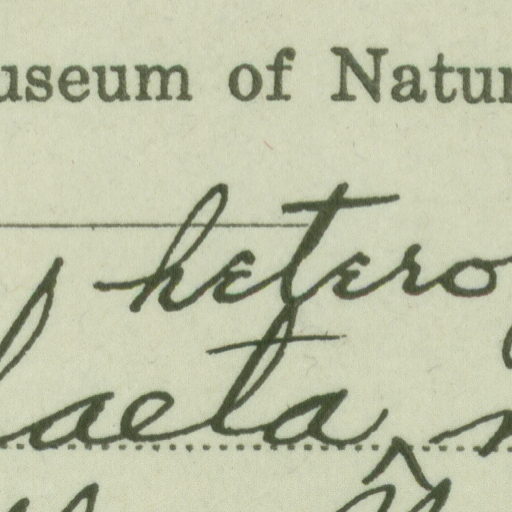 useum of Natur
hetero
laeta